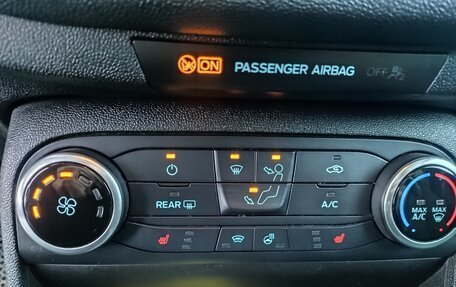 ON PASSENGER AIRBAG OFF
REAR A/C
MAX A/C MAX